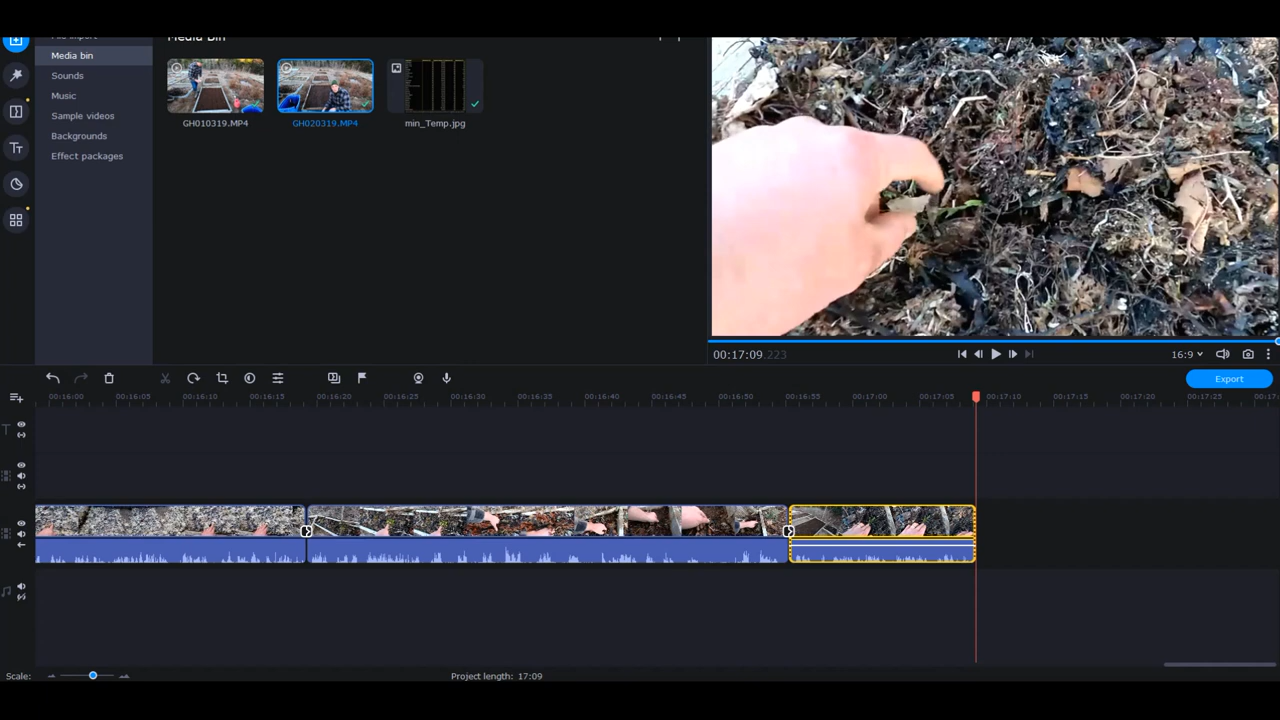 Media Bin
Media bin
Sounds
Music
Sample videos
Backgrounds
Effect packages
GH010319.MP4
GH020319.MP4
min_Temp.jpg
00:17:09.223
16:9
Export
00:16:00
00:16:05
00:16:10
00:16:15
00:16:20
00:16:25
00:16:30
00:16:35
00:16:40
00:16:45
00:16:50
00:16:55
00:17:00
00:17:05
00:17:10
00:17:15
00:17:20
00:17:25
Scale:
Project length: 17:09